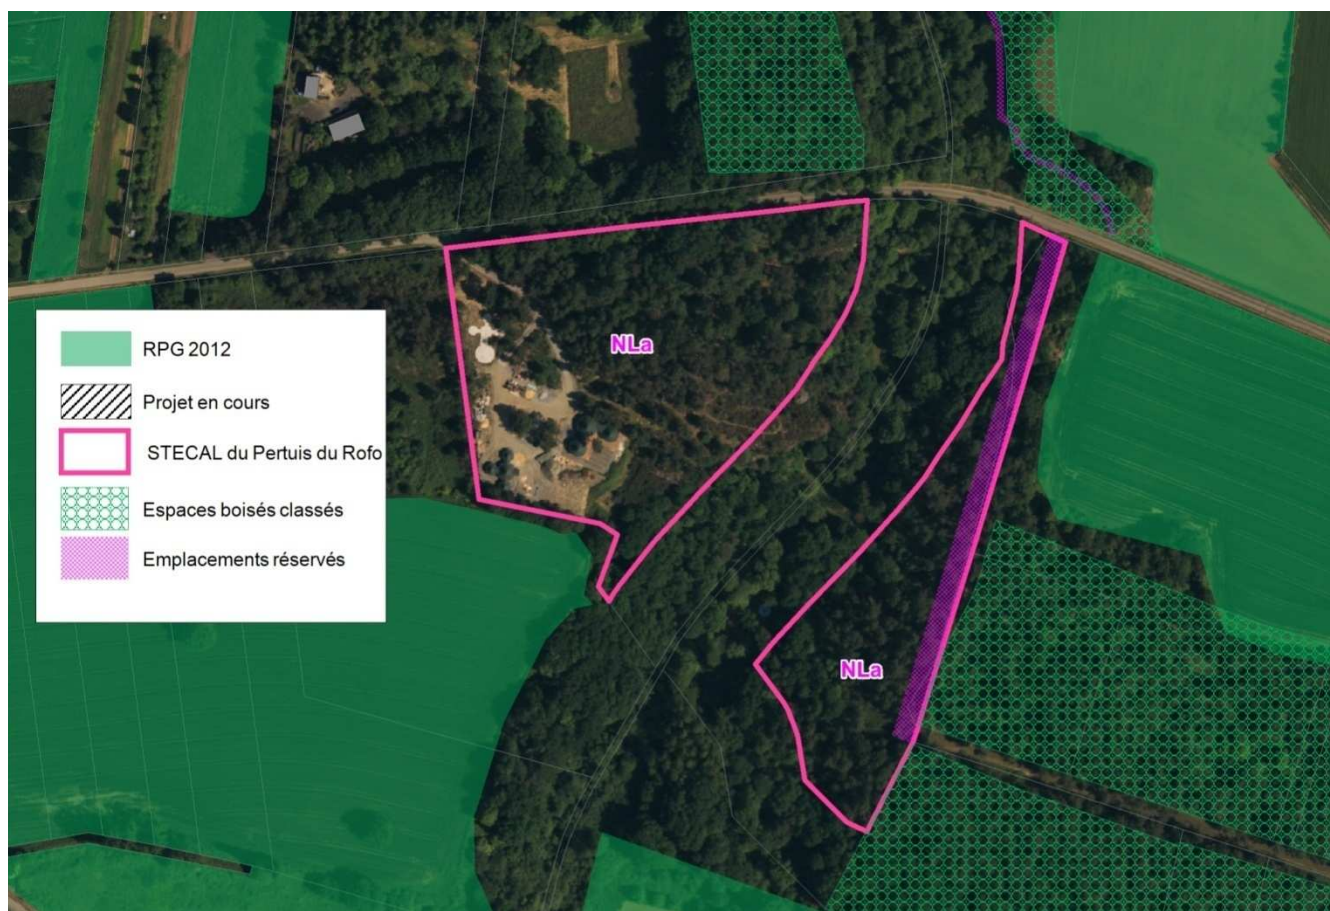 NLa
RPG 2012
Projet en cours
STECAL du Pertuis du Rofo
Espaces boisés classés
Emplacements réservés
NLa